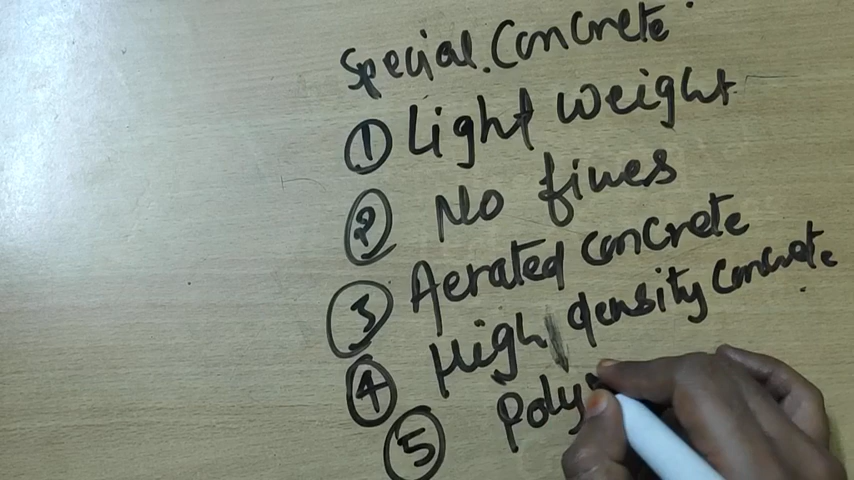 Special Concrete
① Light weight
② No fines
③ Aerated concrete
④ High density concrete
⑤ Poly